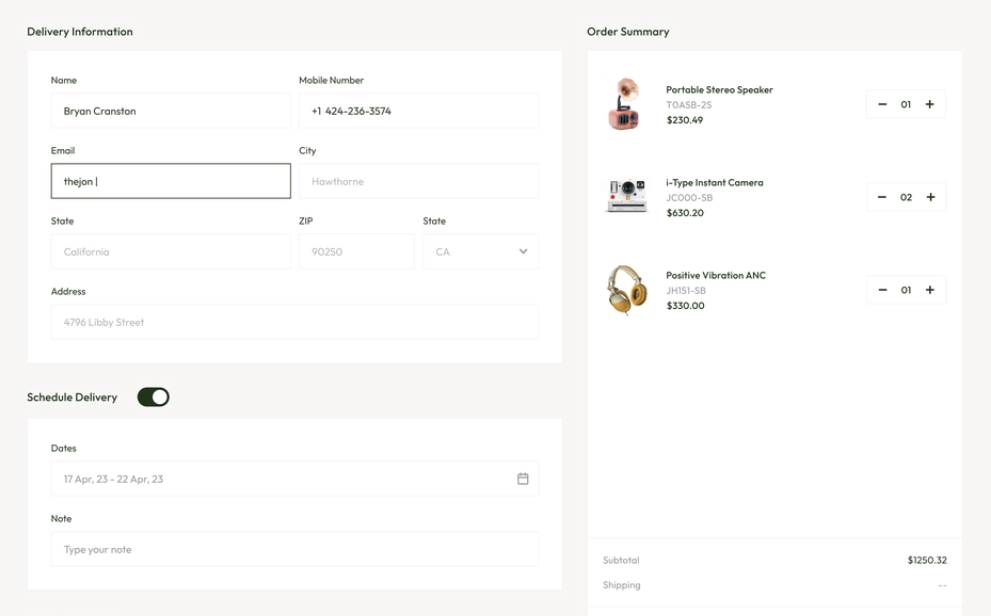 Delivery Information
Name
Mobile Number
Bryan Cranston
+1 424-236-3574
Email
City
thejon |
Hawthorne
State
ZIP
State
California
90250
CA
Address
4796 Libby Street
Schedule Delivery
Dates
17 Apr, 23 - 22 Apr, 23
Note
Type your note
Order Summary
Portable Stereo Speaker
TOASB-2S
$230.49
01
i-Type Instant Camera
JC000-SB
$630.20
02
Positive Vibration ANC
JH151-SB
$330.00
01
Subtotal
$1250.32
Shipping
--